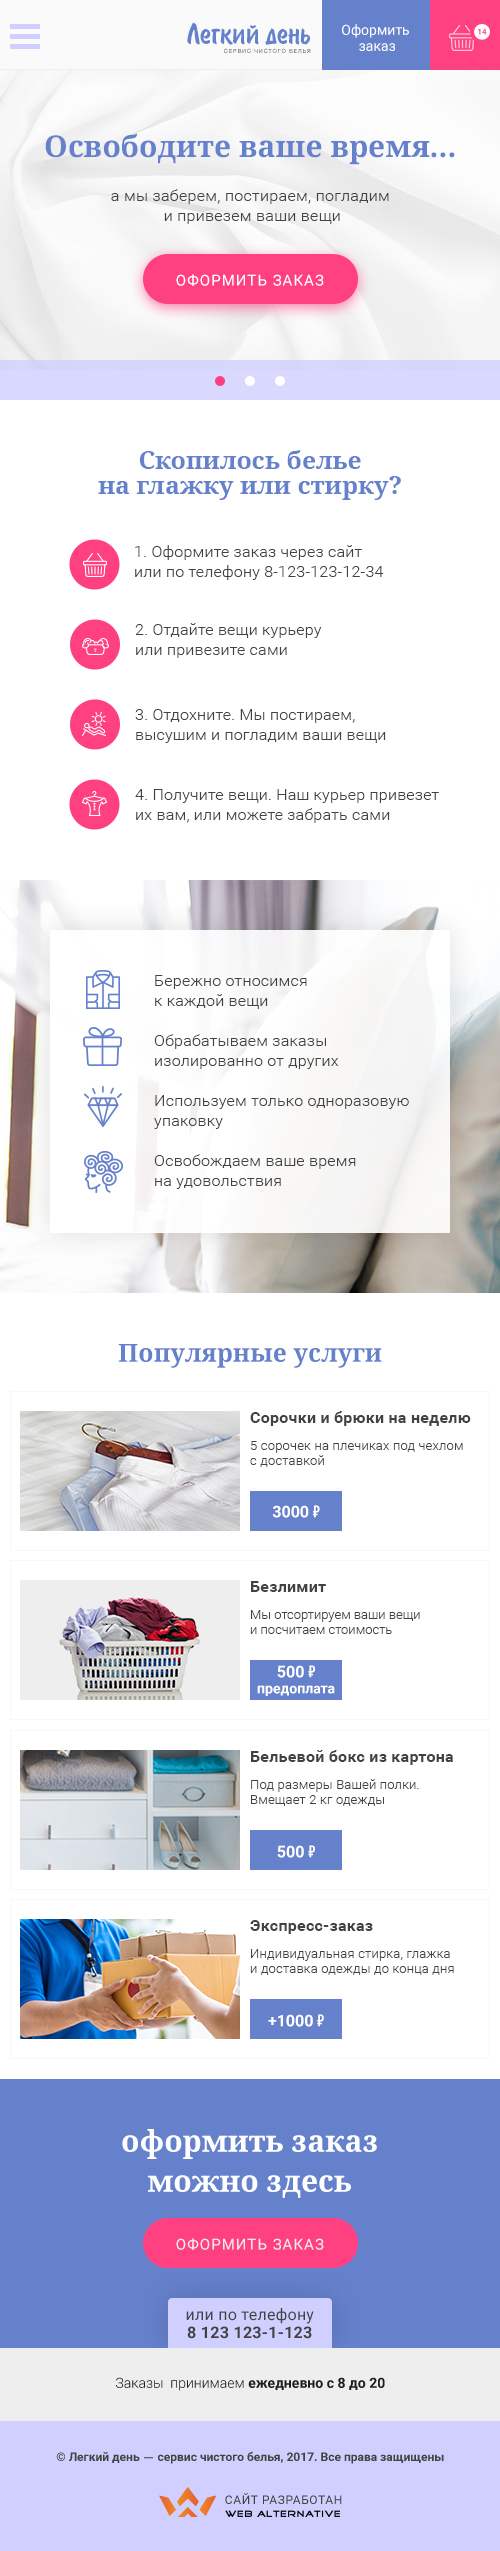 Легкий день
СЕРВИС ЧИСТОГО БЕЛЬЯ
Оформить
заказ
14
Освободите ваше время...
а мы заберем, постираем, погладим
и привезем ваши вещи
ОФОРМИТЬ ЗАКАЗ
Скопилось белье
на глажку или стирку?
1. Оформите заказ через сайт
или по телефону 8-123-123-12-34
2. Отдайте вещи курьеру
или привезите сами
3. Отдохните. Мы постираем,
высушим и погладим ваши вещи
4. Получите вещи. Наш курьер привезет
их вам, или можете забрать сами
Бережно относимся
к каждой вещи
Обрабатываем заказы
изолированно от других
Используем только одноразовую
упаковку
Освобождаем ваше время
на удовольствия
Популярные услуги
Сорочки и брюки на неделю
5 сорочек на плечиках под чехлом
с доставкой
3000 ₽
Безлимит
Мы отсортируем ваши вещи
и посчитаем стоимость
500 ₽
предоплата
Бельевой бокс из картона
Под размеры Вашей полки.
Вмещает 2 кг одежды
500 ₽
Экспресс-заказ
Индивидуальная стирка, глажка
и доставка одежды до конца дня
+1000 ₽
оформить заказ
можно здесь
ОФОРМИТЬ ЗАКАЗ
или по телефону
8 123 123-1-123
Заказы принимаем ежедневно с 8 до 20
© Легкий день — сервис чистого белья, 2017. Все права защищены
САЙТ РАЗРАБОТАН
WEB ALTERNATIVE